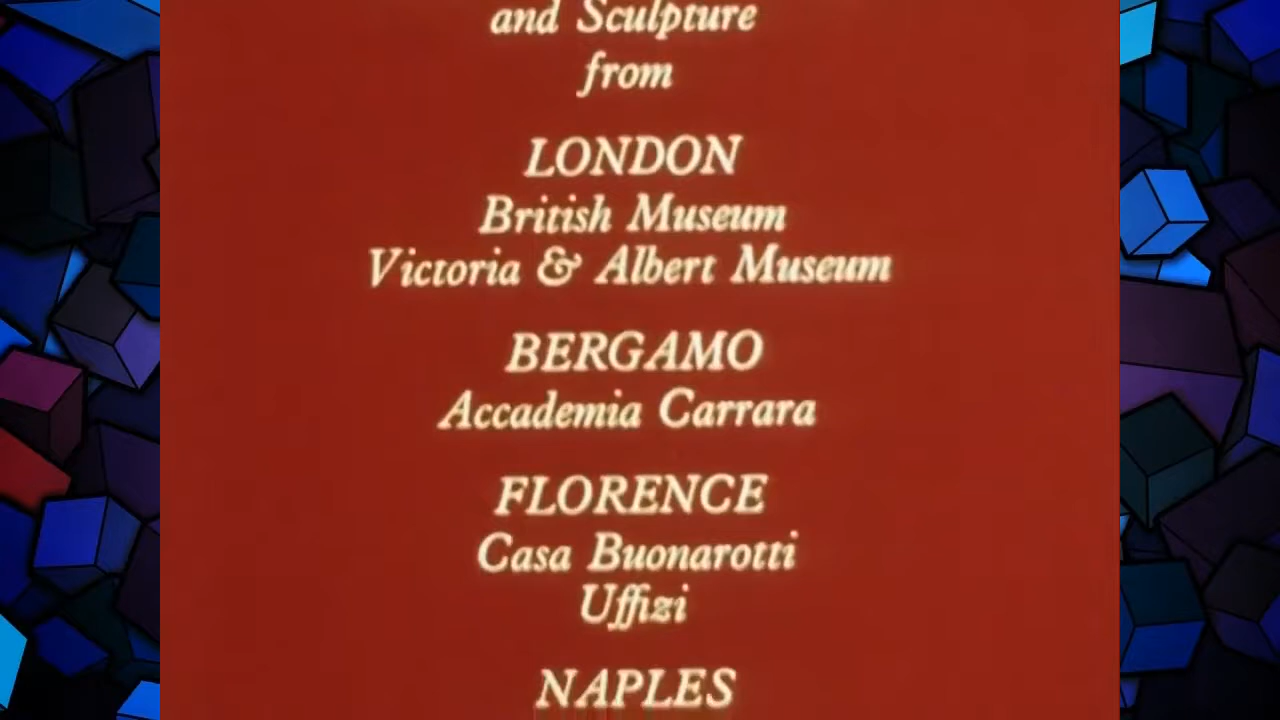 and Sculpture
from
LONDON
British Museum
Victoria & Albert Museum
BERGAMO
Accademia Carrara
FLORENCE
Casa Buonarotti
Uffizi
NAPLES